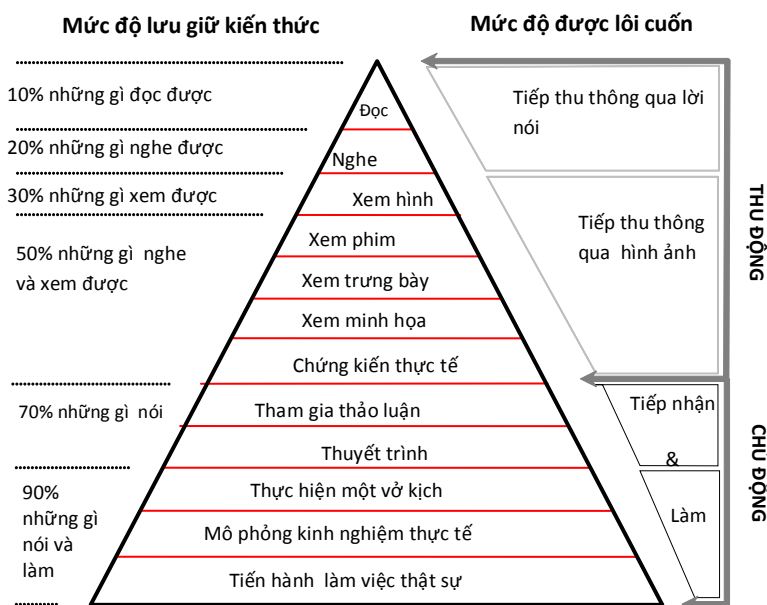 Mức độ lưu giữ kiến thức
Mức độ được lôi cuốn
10% những gì đọc được
20% những gì nghe được
30% những gì xem được
50% những gì nghe
và xem được
70% những gì nói
90%
những gì
nói và
làm
Đọc
Nghe
Xem hình
Xem phim
Xem trưng bày
Xem minh họa
Chứng kiến thực tế
Tham gia thảo luận
Thuyết trình
Thực hiện một vở kịch
Mô phỏng kinh nghiệm thực tế
Tiến hành làm việc thật sự
Tiếp thu thông qua lời
nói
Tiếp thu thông
qua hình ảnh
Tiếp nhận
&
Làm
THU ĐỘNG
CHU ĐỘNG